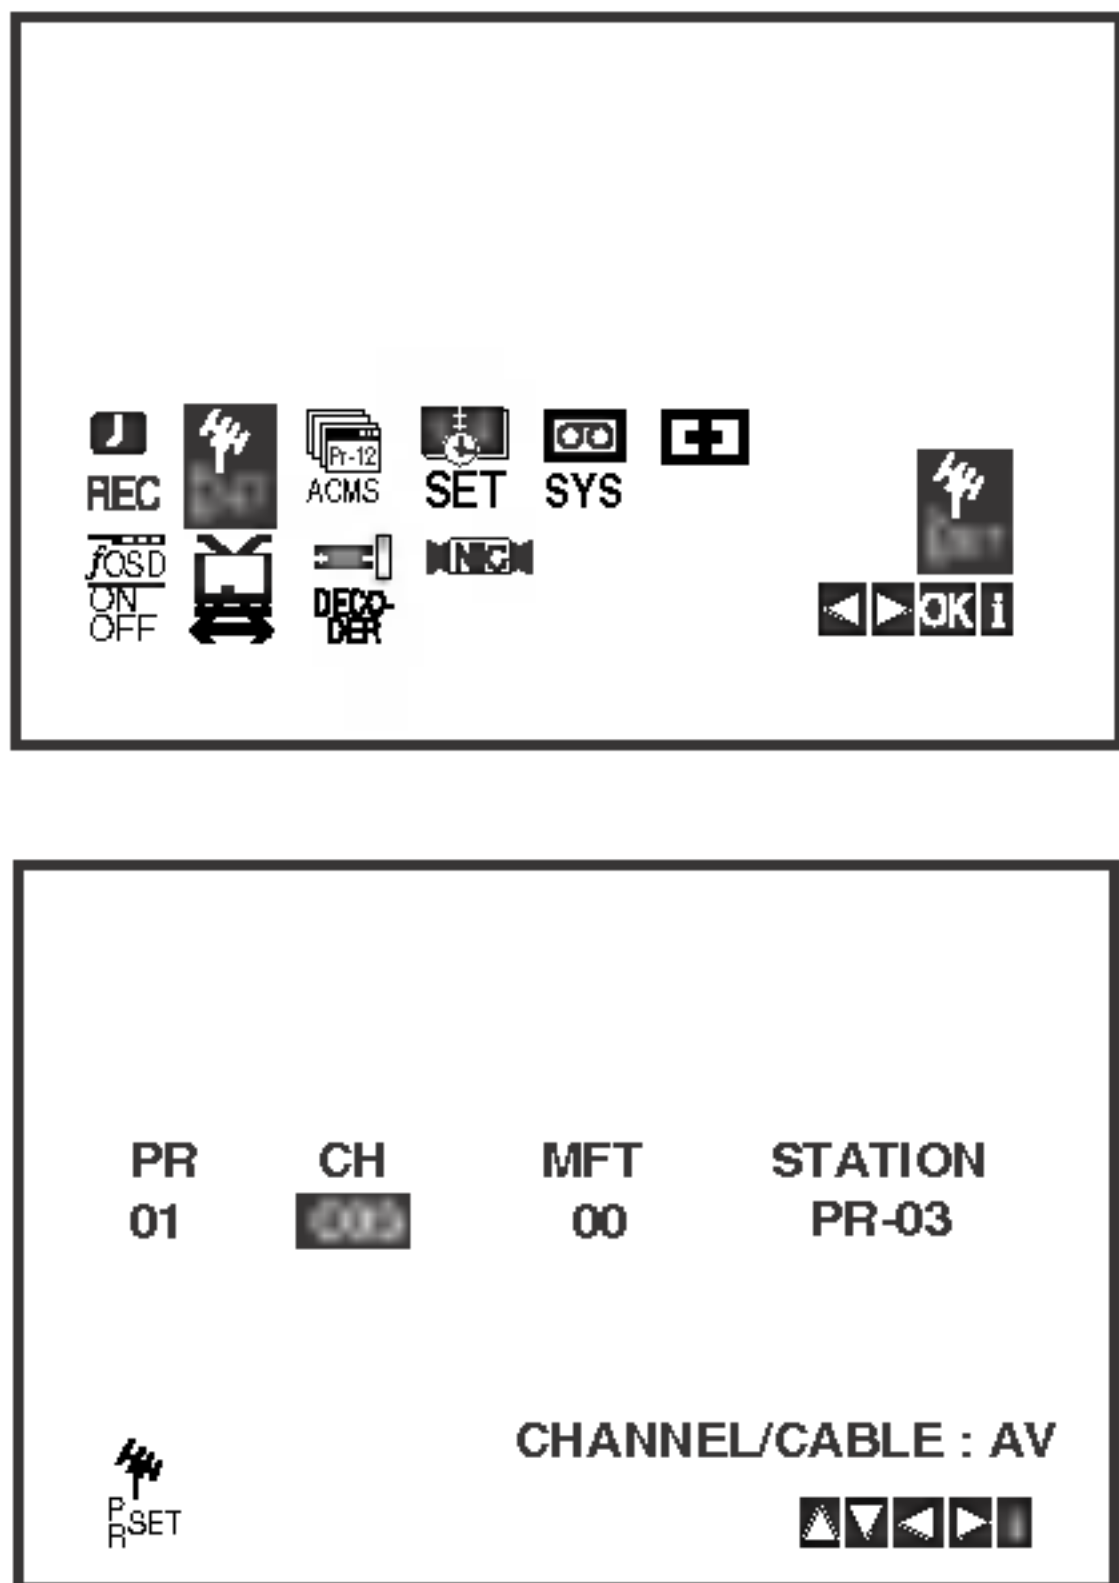 REC
Pr-12
ACMS
SET
SYS
fOSD
ON
OFF
DECO-
DER
OK i
PR CH MFT STATION
01 00 PR-03
CHANNEL/CABLE : AV
PR SET